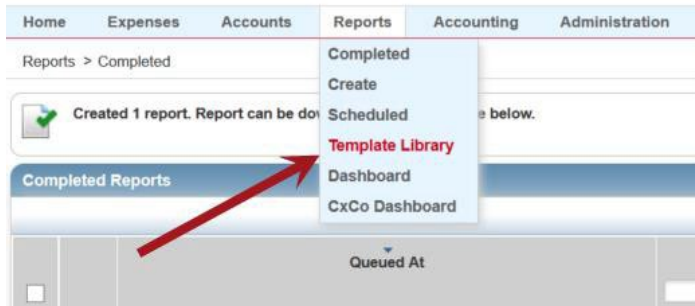 Home Expenses Accounts Reports Accounting Administration
Reports > Completed
Completed
Create
Created 1 report. Report can be do
Scheduled
e below.
Template Library
Completed Reports
Dashboard
CxCo Dashboard
Queued At